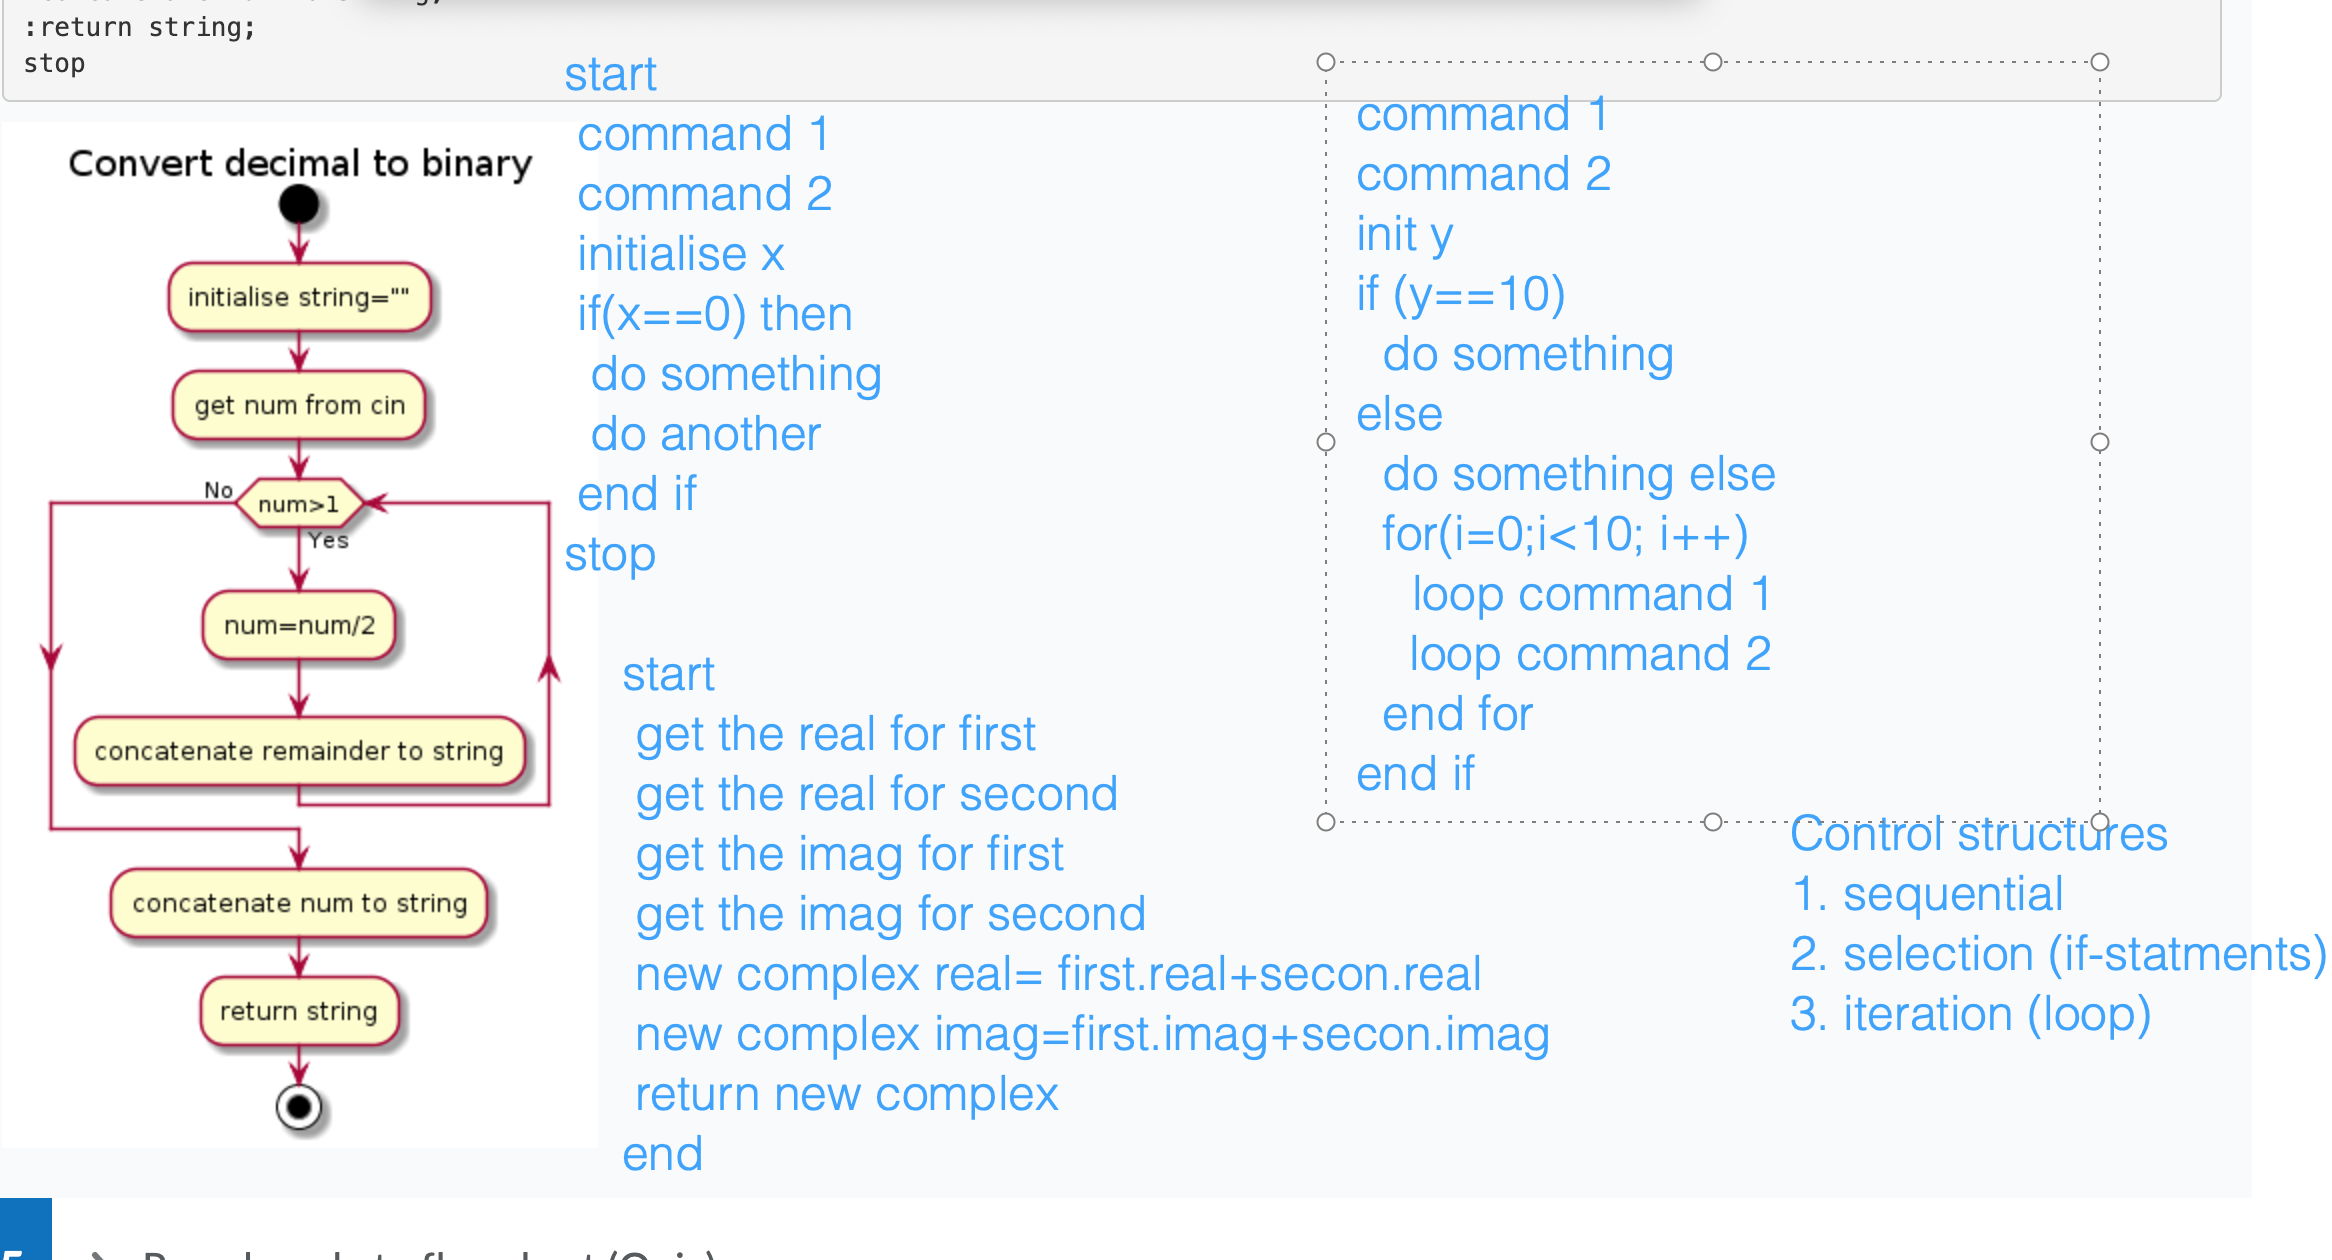 :return string;
stop
Convert decimal to binary
initialise string=""
get num from cin
No
num>1
Yes
num=num/2
concatenate remainder to string
concatenate num to string
return string
start
command 1
command 2
initialise x
if(x==0) then
do something
do another
end if
stop
start
get the real for first
get the real for second
get the imag for first
get the imag for second
new complex real= first.real+secon.real
new complex imag=first.imag+secon.imag
return new complex
end
command 1
command 2
init y
if (y==10)
do something
else
do something else
for(i=0;i<10; i++)
loop command 1
loop command 2
end for
end if
Control structures
1. sequential
2. selection (if-statments)
3. iteration (loop)